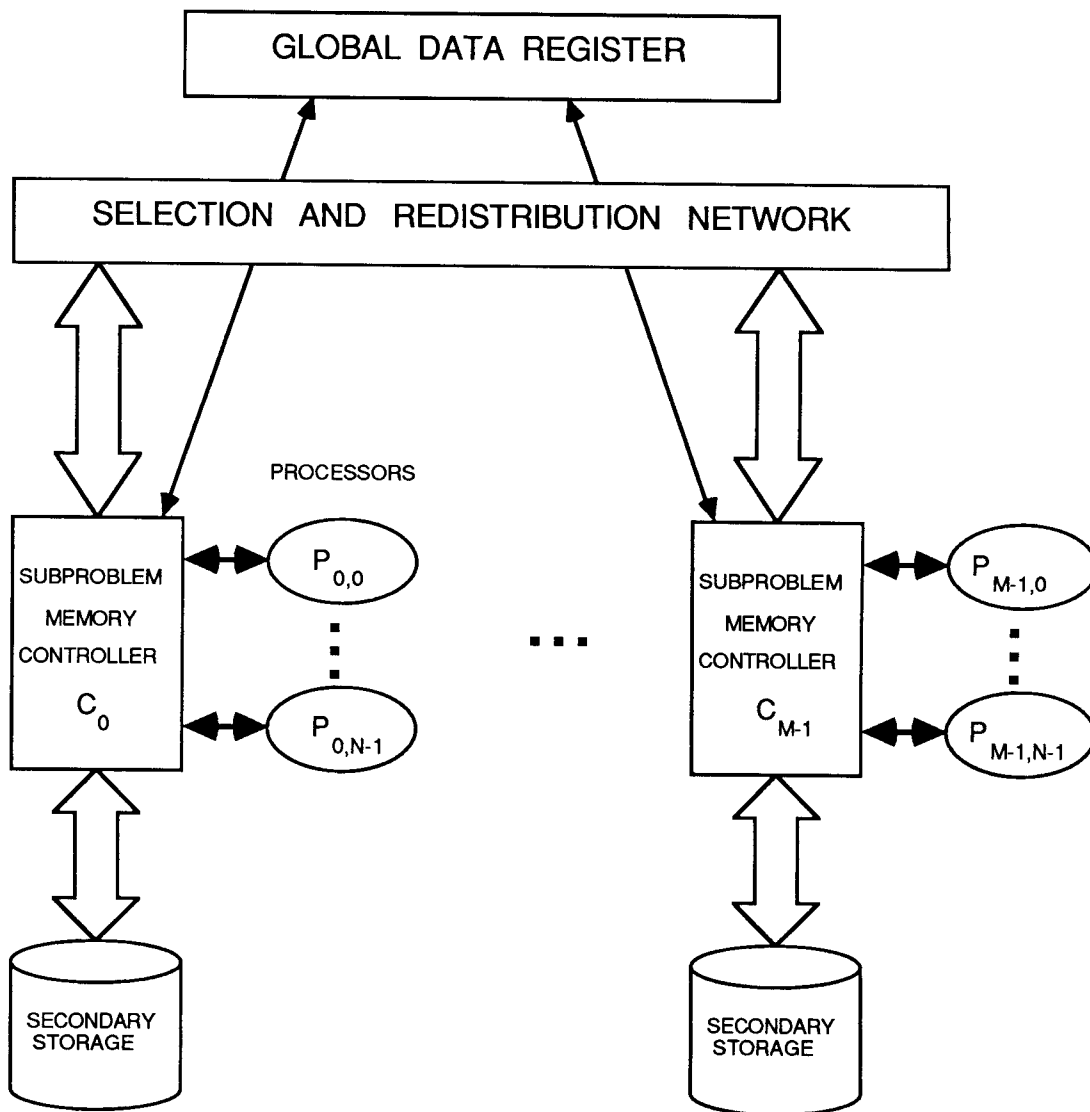 GLOBAL DATA REGISTER
SELECTION AND REDISTRIBUTION NETWORK
PROCESSORS
SUBPROBLEM
MEMORY
CONTROLLER
C0
P0,0
P0,N-1
SUBPROBLEM
MEMORY
CONTROLLER
CM-1
PM-1,0
PM-1,N-1
SECONDARY
STORAGE
SECONDARY
STORAGE